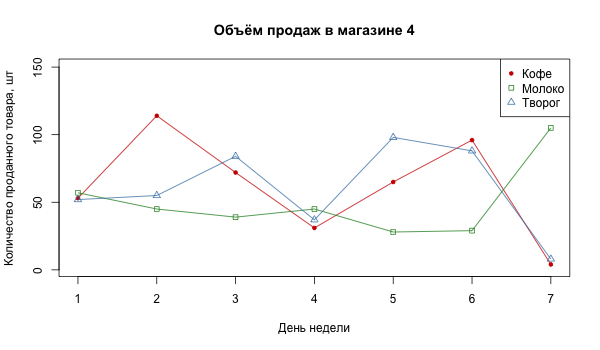 Объём продаж в магазине 4
Количество проданного товара, шт
150
100
50
0
Кофе
Молоко
Творог
1 2 3 4 5 6 7
День недели